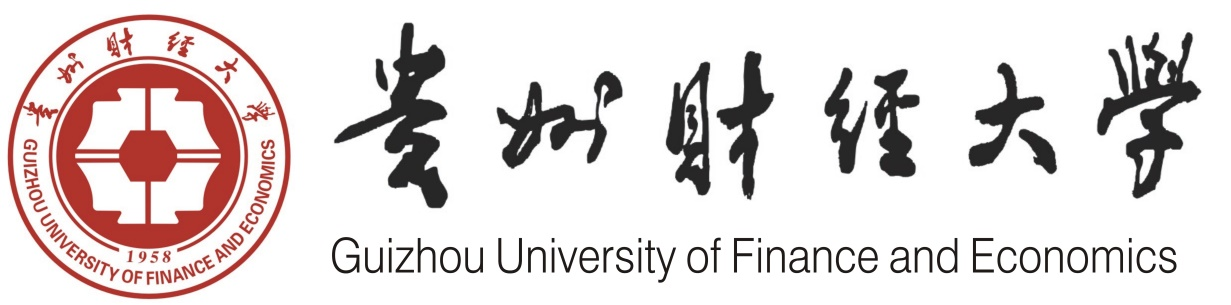 贵州财经大学
GUIZHOU UNIVERSITY OF FINANCE AND ECONOMICS
1958
贵州财经大学
Guizhou University of Finance and Economics